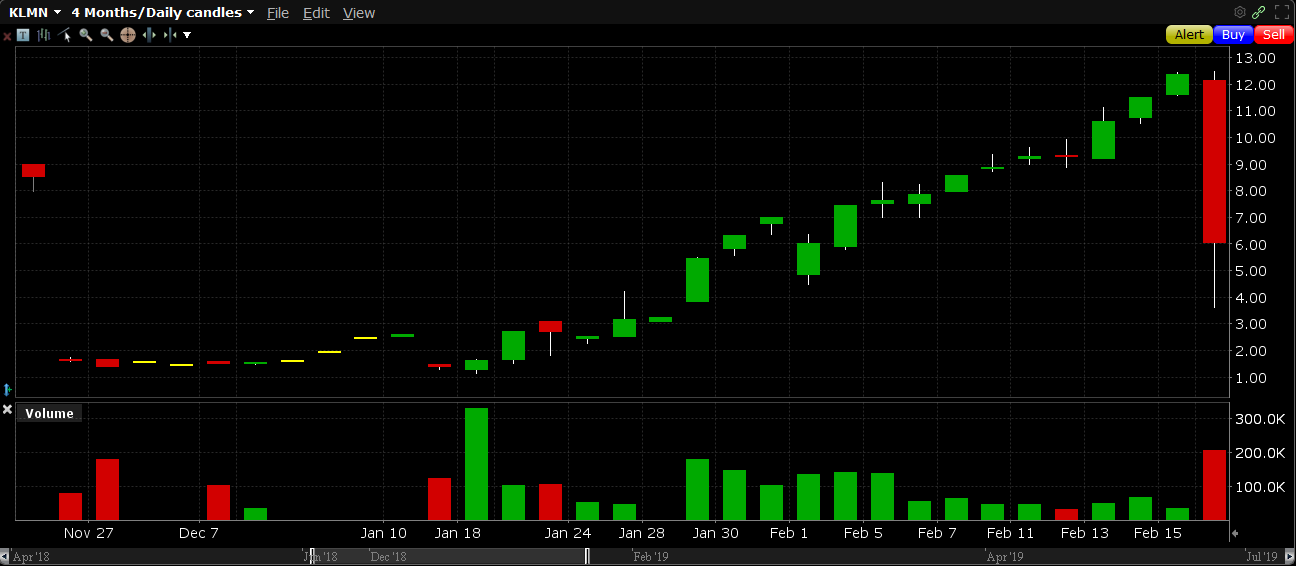 KLMN 4 Months/Daily candles File Edit View
T Alert Buy Sell
13.00
12.00
11.00
10.00
9.00
8.00
7.00
6.00
5.00
4.00
3.00
2.00
1.00
Volume
300.0K
200.0K
100.0K
Nov 27 Dec 7 Jan 10 Jan 18 Jan 24 Jan 28 Jan 30 Feb 1 Feb 5 Feb 7 Feb 11 Feb 13 Feb 15
Apr '18 '18 Dec '18 Feb '19 Apr '19 Jul '19